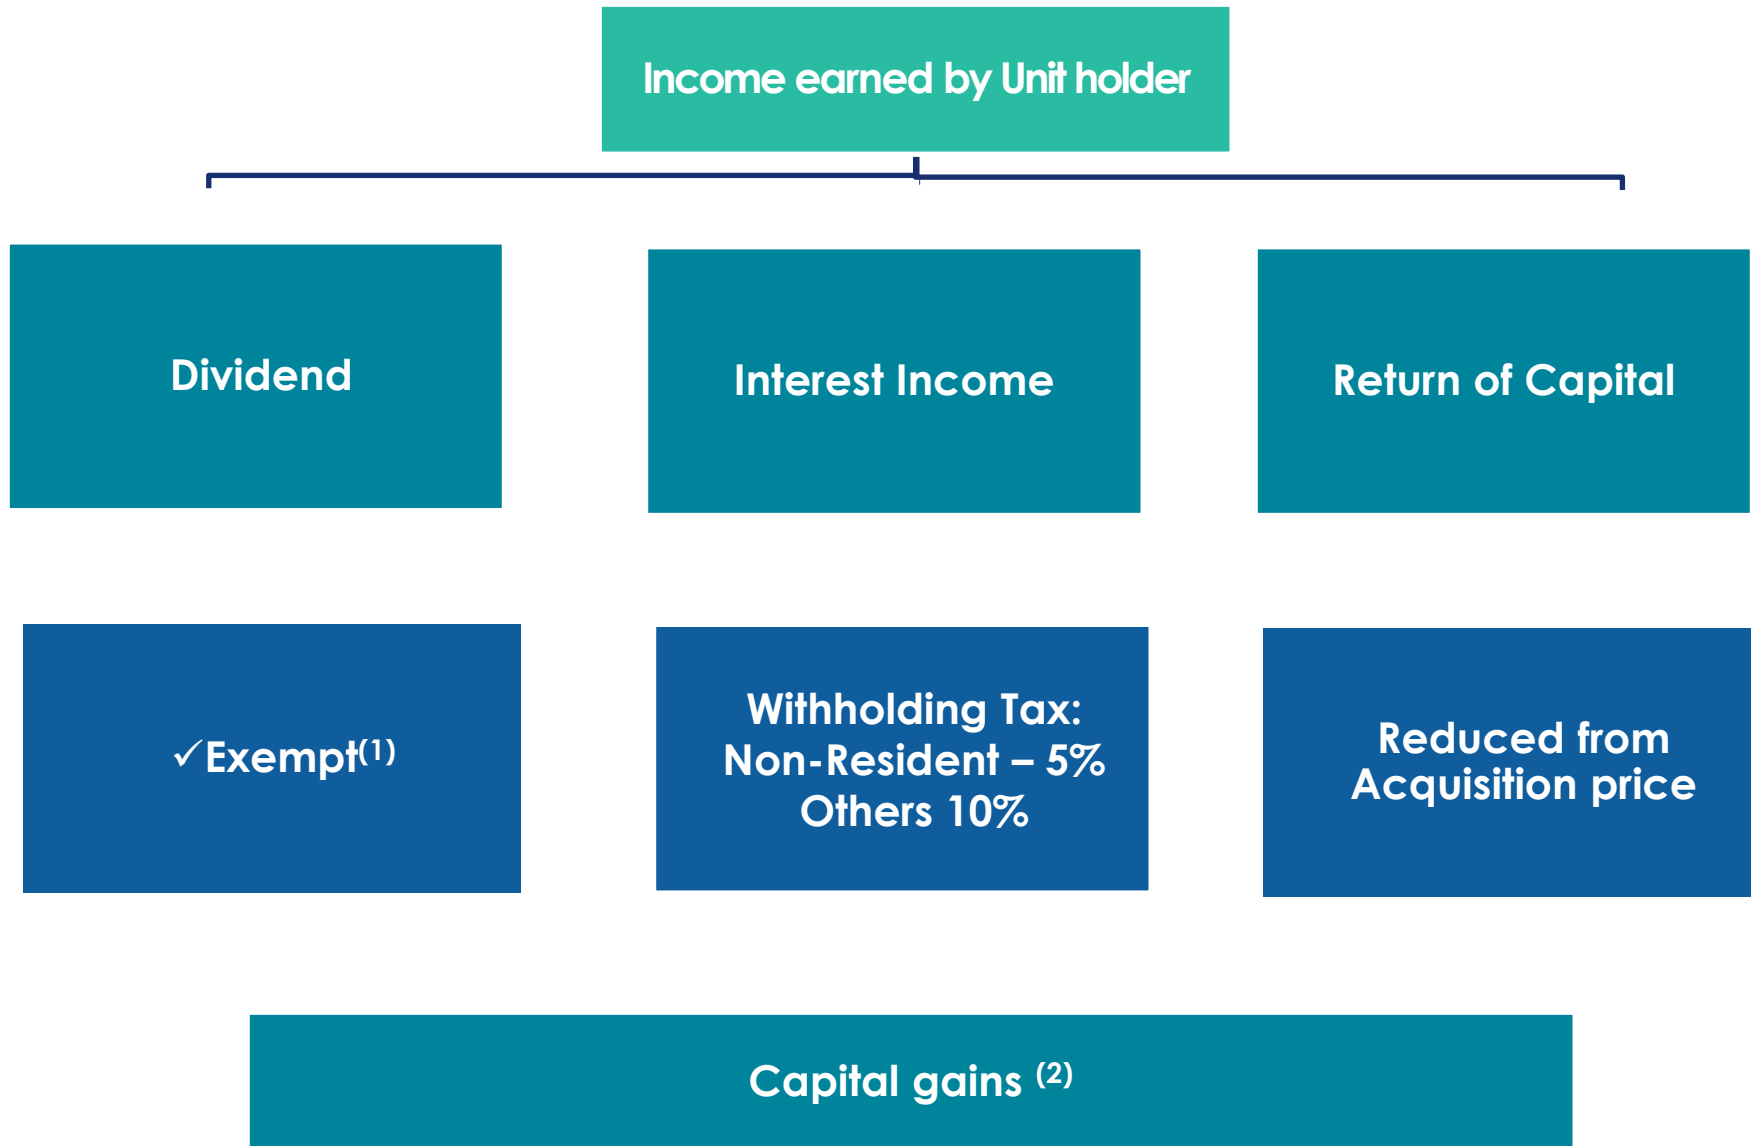 Income earned by Unit holder
Dividend
Interest Income
Return of Capital
✓Exempt(1)
Withholding Tax:
Non-Resident – 5%
Others 10%
Reduced from
Acquisition price
Capital gains (2)